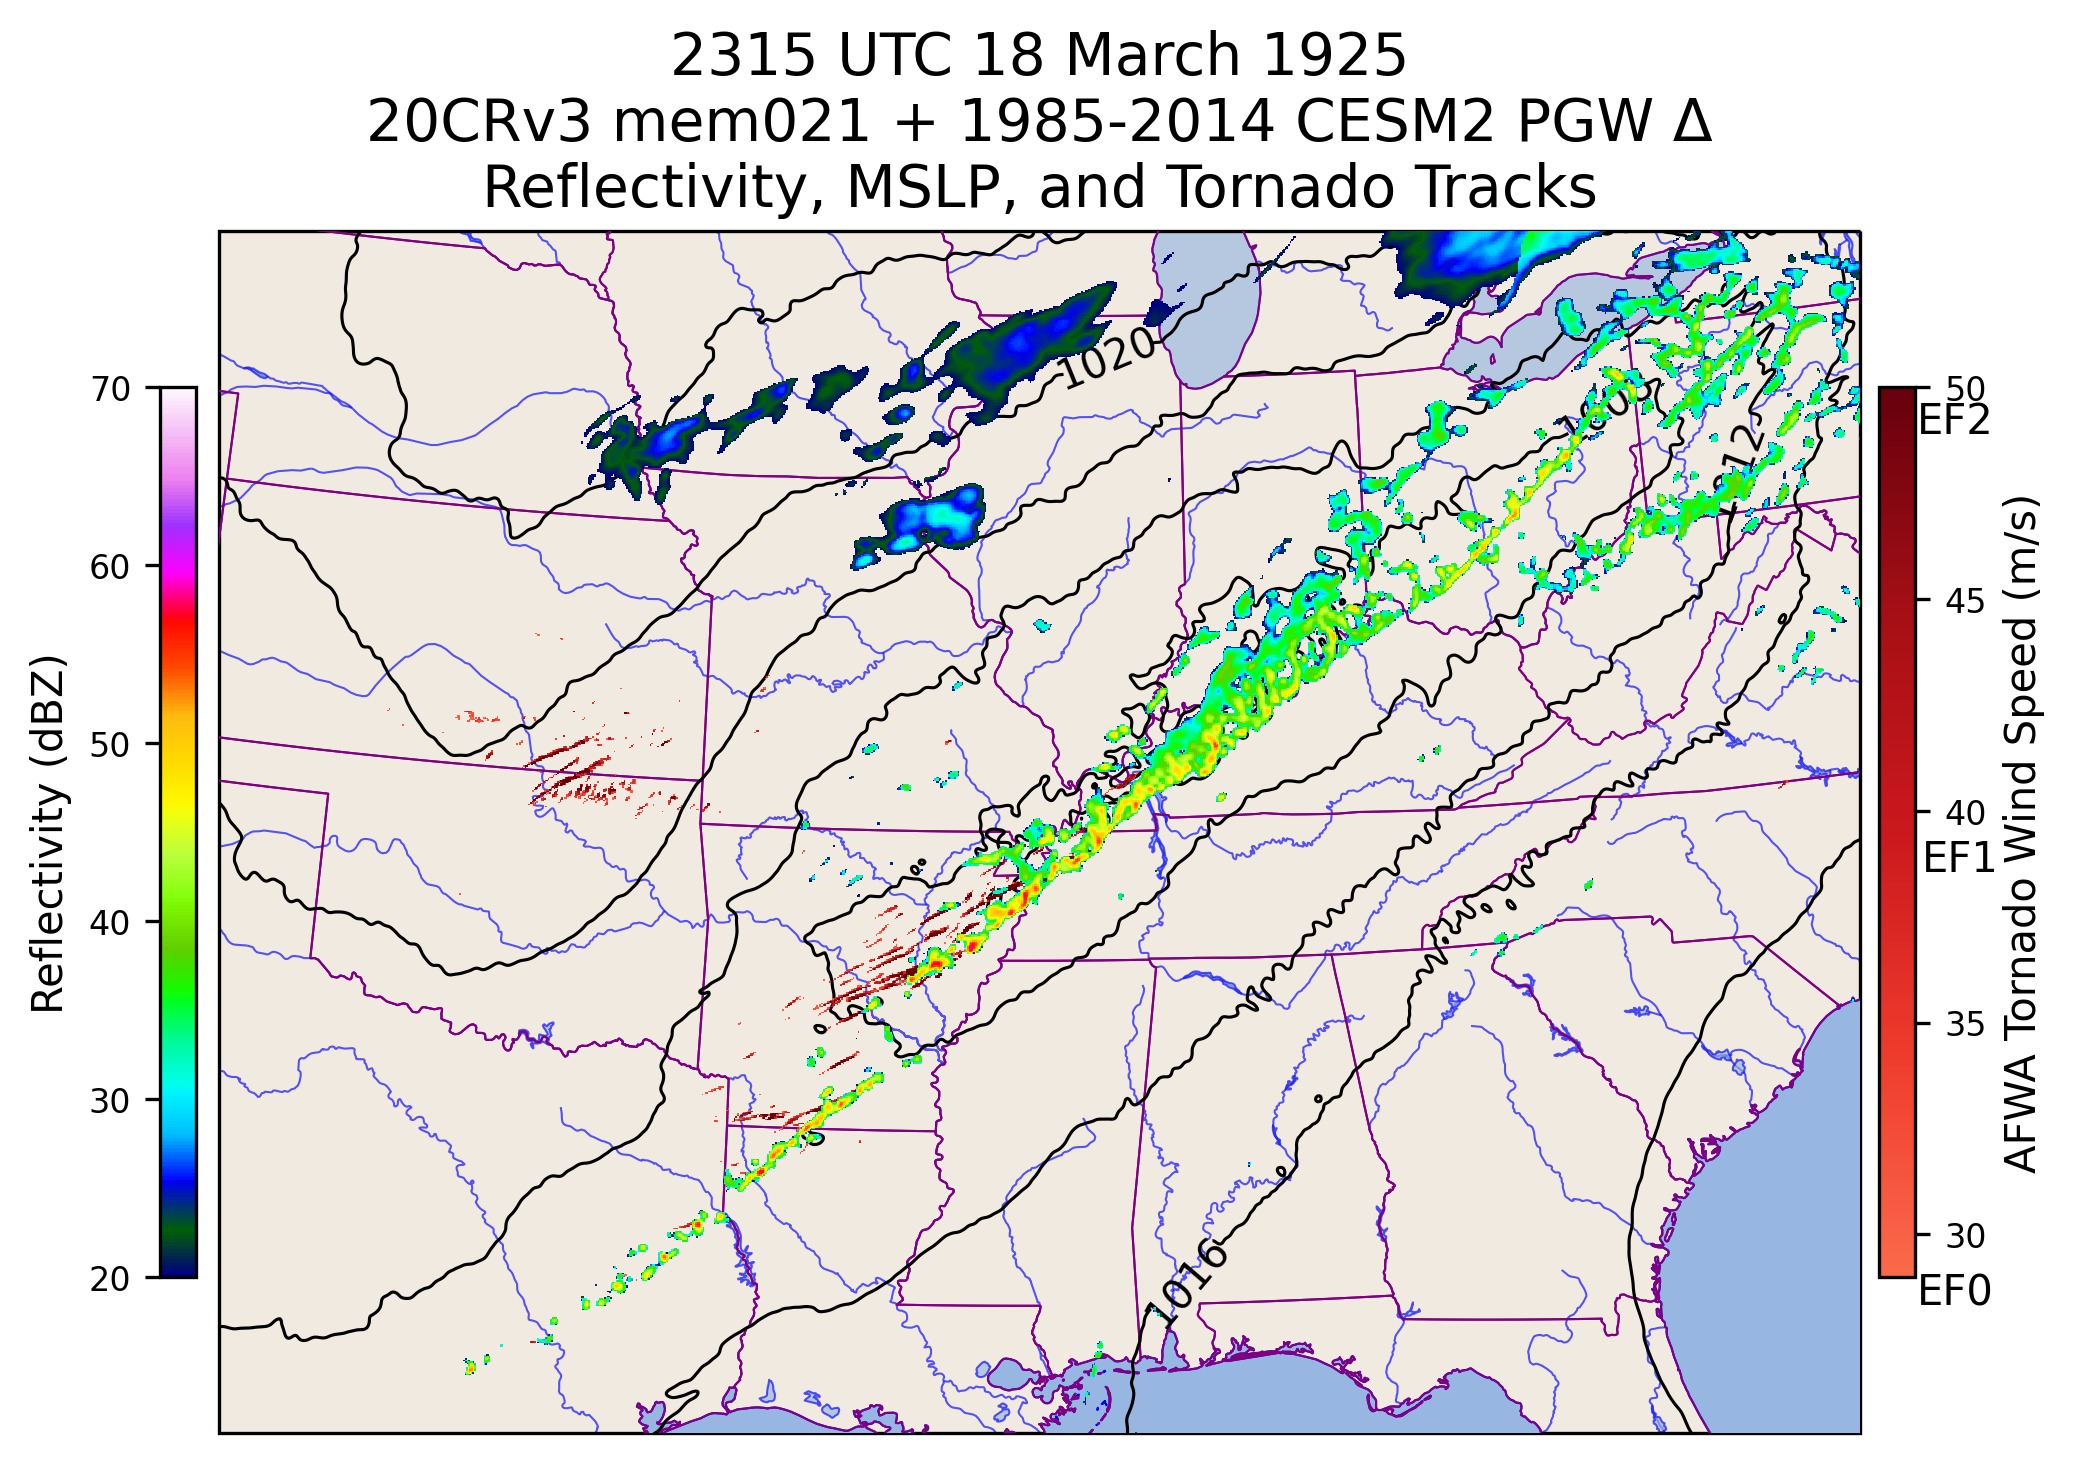 2315 UTC 18 March 1925
20CRv3 mem021 + 1985-2014 CESM2 PGW Δ
Reflectivity, MSLP, and Tornado Tracks
70
60
50
40
30
20
Reflectivity (dBZ)
1020
1016
50
EF2
45
40
EF1
35
30
EF0
AFWA Tornado Wind Speed (m/s)